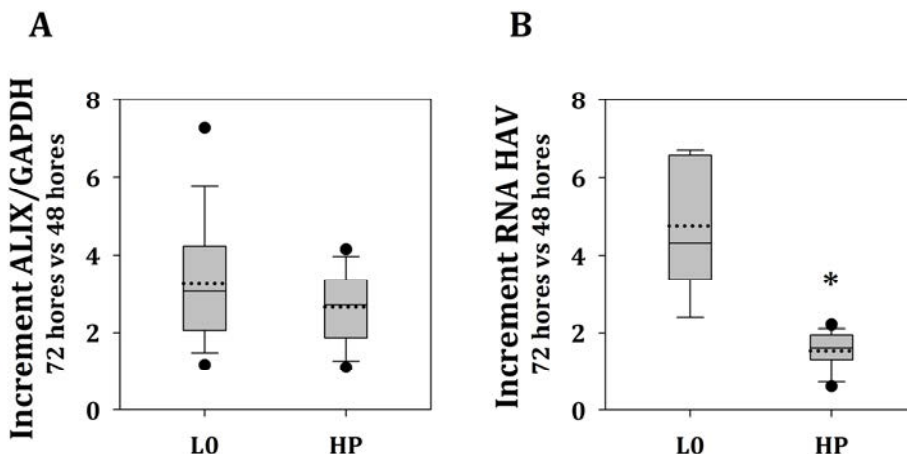 A
Increment ALIX/GAPDH
72 hores vs 48 hores
8
6
4
2
0
L0
HP
B
Increment RNA HAV
72 hores vs 48 hores
8
6
4
2
0
*
L0
HP